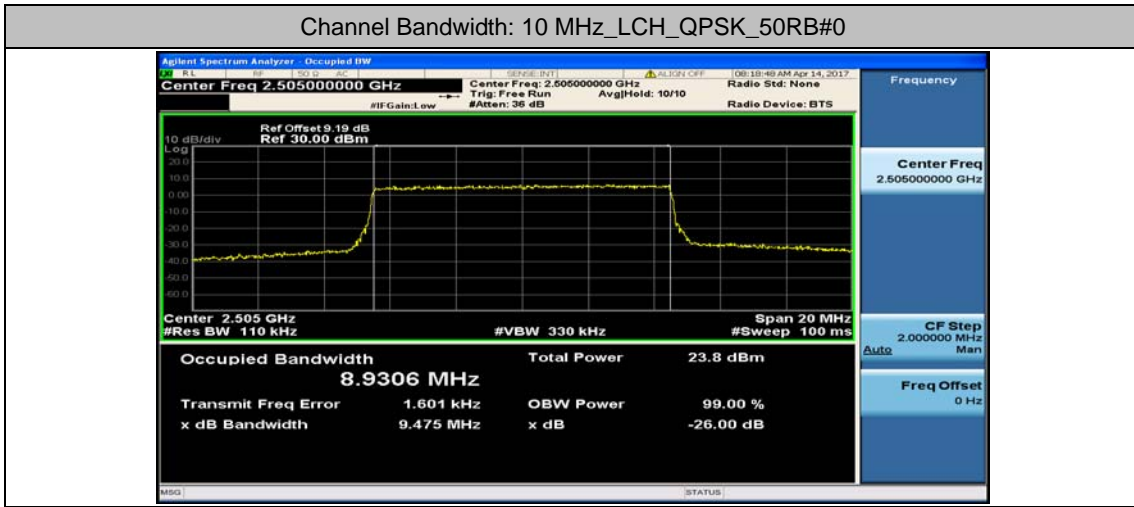 Channel Bandwidth: 10 MHz_LCH_QPSK_50RB#0
Agilent Spectrum Analyzer - Occupied BW
LXI RL RF 50 Ω AC SENSE:INT ALIGN OFF 08:18:48 AM Apr 14, 2017
Center Freq 2.505000000 GHz
Center Freq: 2.505000000 GHz
Radio Std: None
Trig: Free Run Avg|Hold: 10/10
#IFGain:Low #Atten: 36 dB Radio Device: BTS
Ref Offset 9.19 dB
10 dB/div Ref 30.00 dBm
Log
20.0
10.0
0.00
-10.0
-20.0
-30.0
-40.0
-50.0
-60.0
Center 2.505 GHz Span 20 MHz
#Res BW 110 kHz #VBW 330 kHz #Sweep 100 ms
Occupied Bandwidth Total Power 23.8 dBm
8.9306 MHz
Transmit Freq Error 1.601 kHz OBW Power 99.00 %
x dB Bandwidth 9.475 MHz x dB -26.00 dB
MSG STATUS
Frequency
Center Freq
2.505000000 GHz
CF Step
2.000000 MHz
Auto Man
Freq Offset
0 Hz